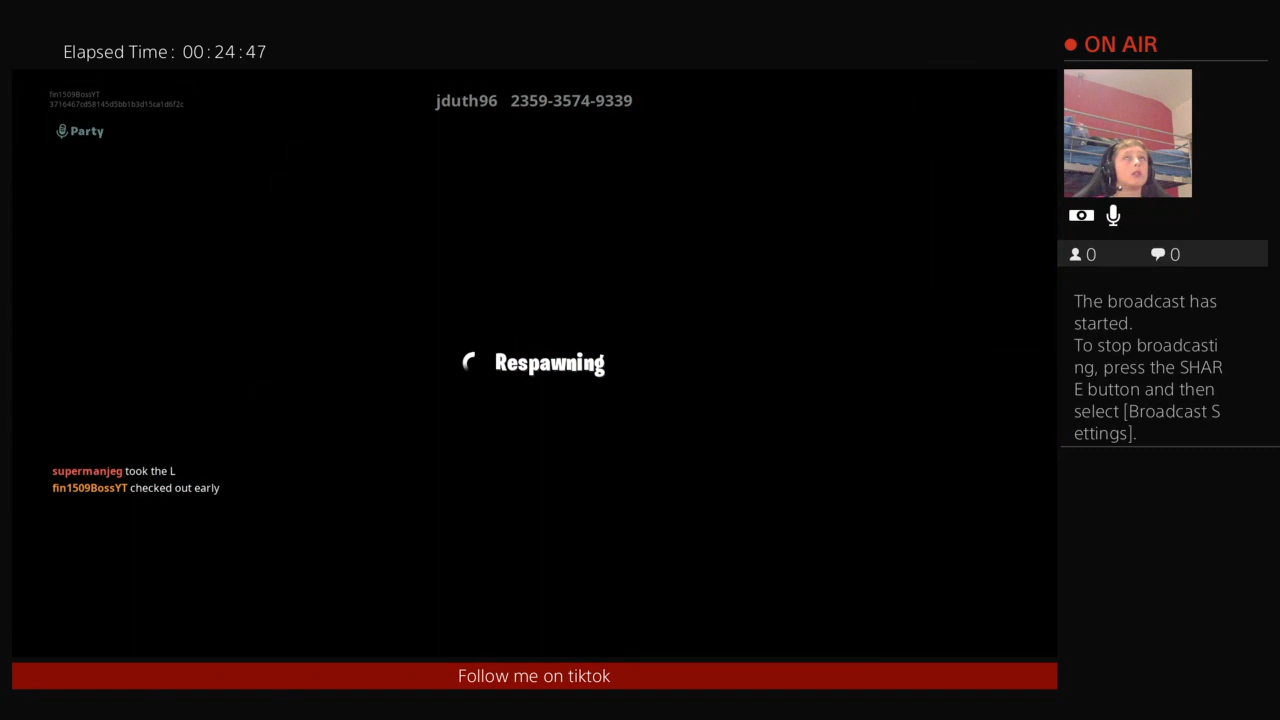 Elapsed Time: 00:24:47
ON AIR
fin1509BossYT
3716467cd58145d5bb1b3d15ca1d6f2c
jduth96 2359-3574-9339
Party
0 0
The broadcast has
started.
To stop broadcasti
ng, press the SHAR
E button and then
select [Broadcast S
ettings].
Respawning
supermanjeg took the L
fin1509BossYT checked out early
Follow me on tiktok